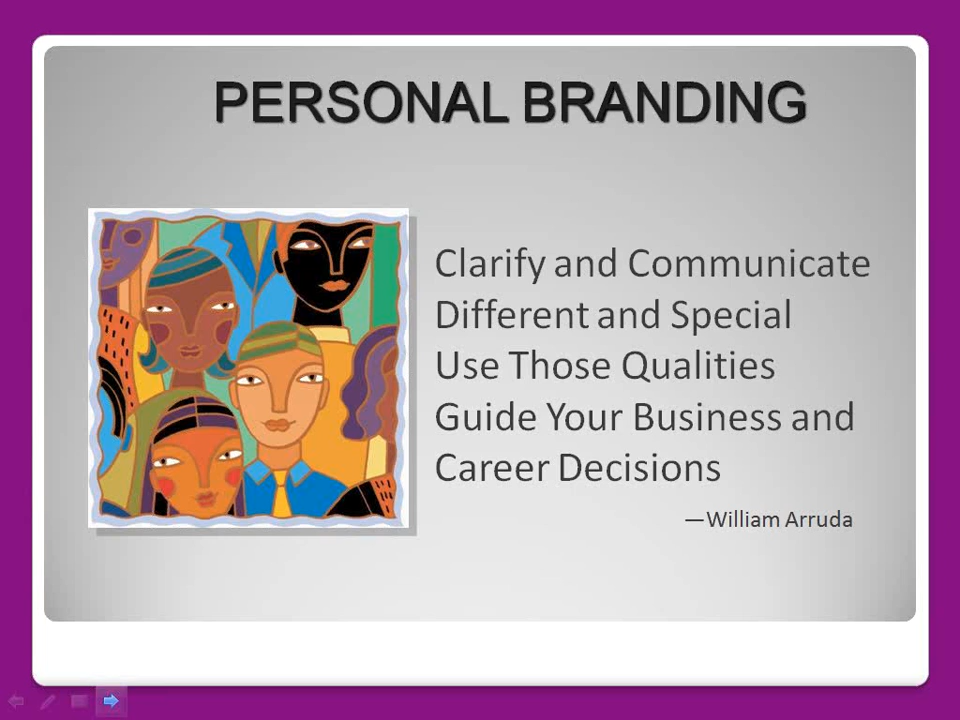 PERSONAL BRANDING
Clarify and Communicate
Different and Special
Use Those Qualities
Guide Your Business and
Career Decisions
—William Arruda